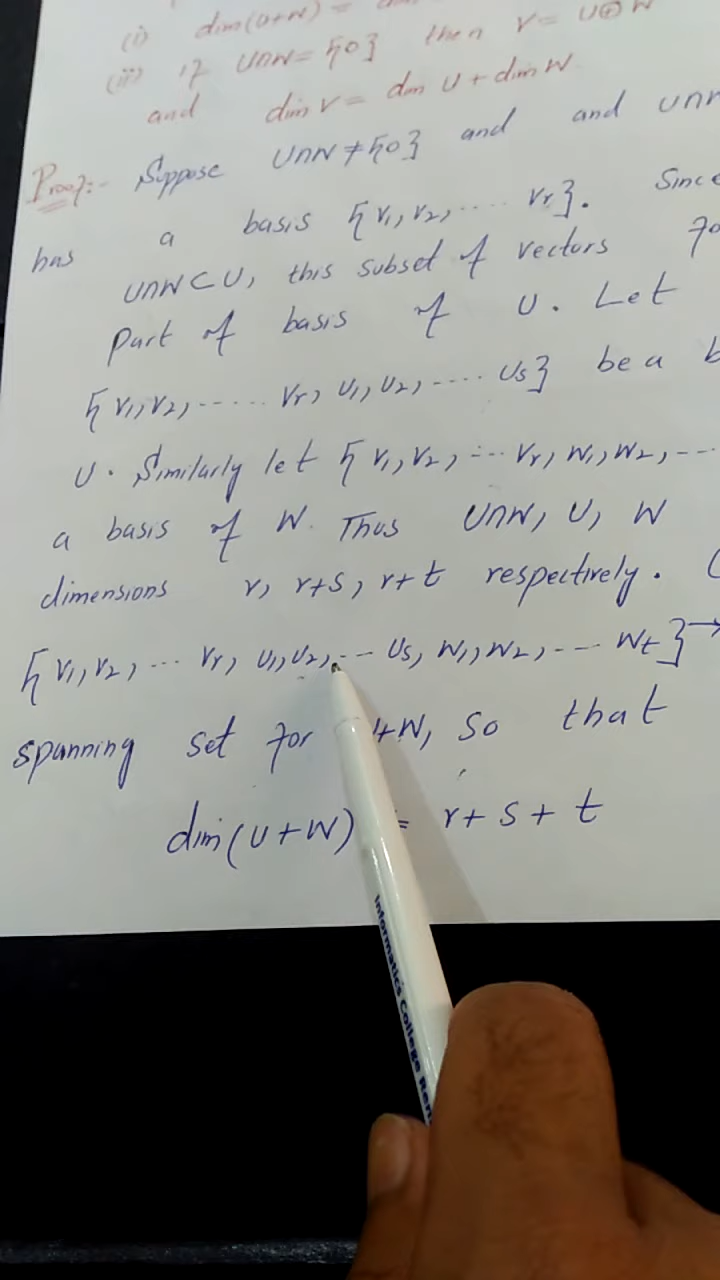 (i) dim(U+W) =
(ii) if U∩W = {0} then V = U⊕W
and dim V = dim U + dim W
Proof:- Suppose U∩W ≠ {0} and and U∩W
has a basis {v1, v2, .... vr}. Since
U∩W ⊂ U, this subset of vectors fo
part of basis of U. Let
{v1, v2, ...... vr, u1, u2, ..... us} be a b
U. Similarly let {v1, v2, ... vr, w1, w2, ...
a basis of W. Thus U∩W, U, W
dimensions r, r+s, r+t respectively.
{v1, v2, ... vr, u1, u2, ... us, w1, w2, ... wt} →
spanning set for +W, so that
dim(U+W) = r+s+t
Informatics College